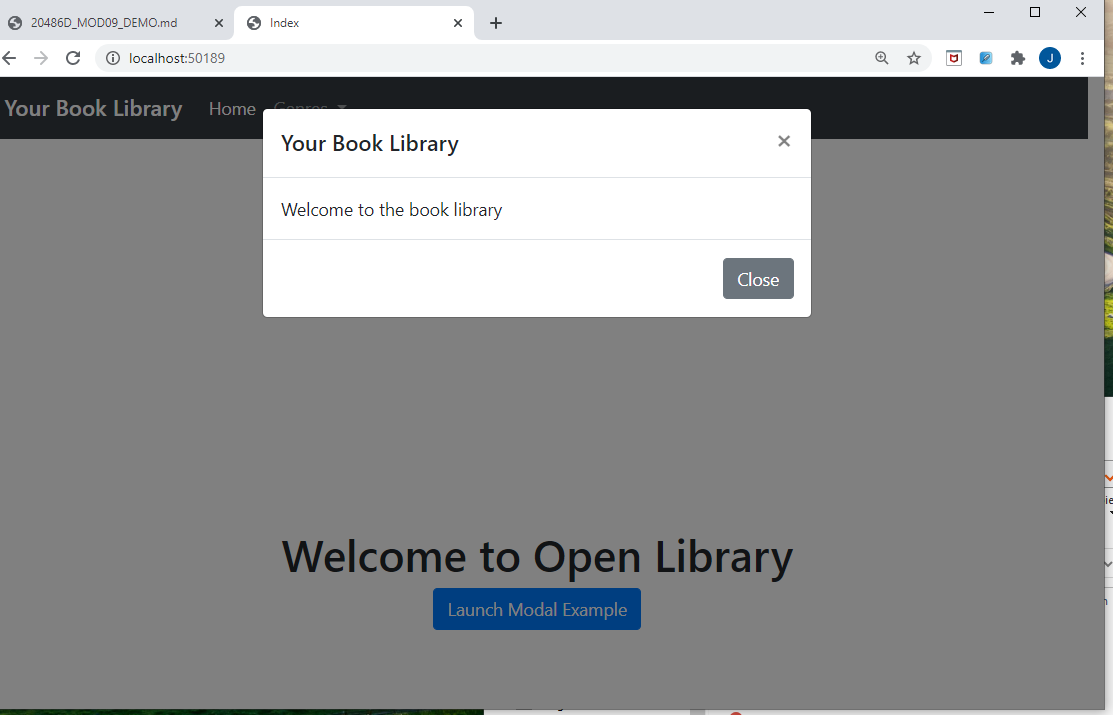 20486D_MOD09_DEMO.md
Index
localhost:50189
J
Your Book Library
Home
Genres
Your Book Library
×
Welcome to the book library
Close
Welcome to Open Library
Launch Modal Example